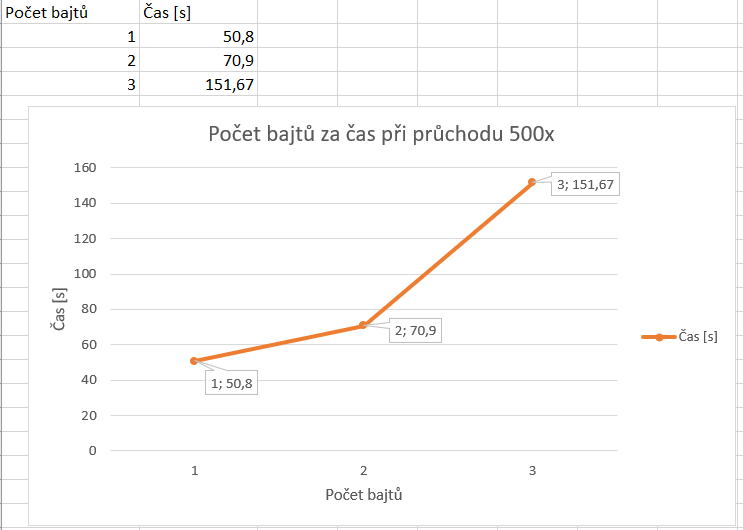 Počet bajtů Čas [s]
1 50,8
2 70,9
3 151,67
Počet bajtů za čas při průchodu 500x
160
140
120
100
80
60
40
20
0
Čas [s]
3; 151,67
2; 70,9
1; 50,8
Čas [s]
1 2 3
Počet bajtů